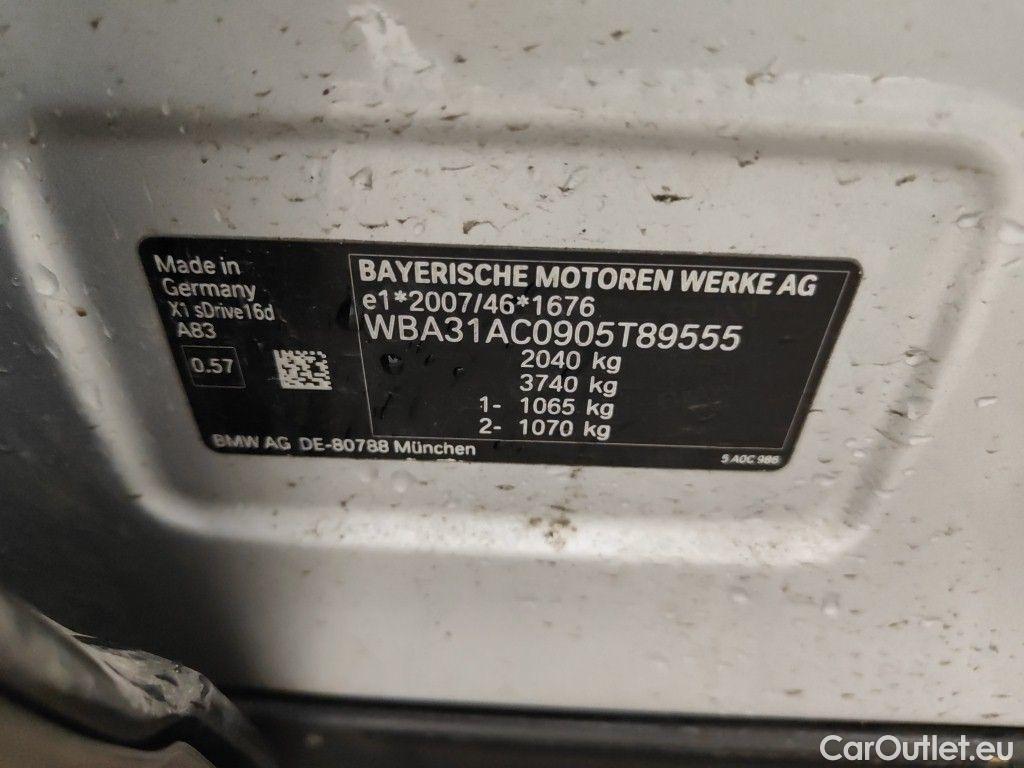 Made in
Germany
X1 sDrive16d
A83
0.57
BAYERISCHE MOTOREN WERKE AG
e1*2007/46*1676
WBA31AC0905T89555
2040 kg
3740 kg
1- 1065 kg
2- 1070 kg
BMW AG DE-80788 München
5 A0C 986
CarOutlet.eu